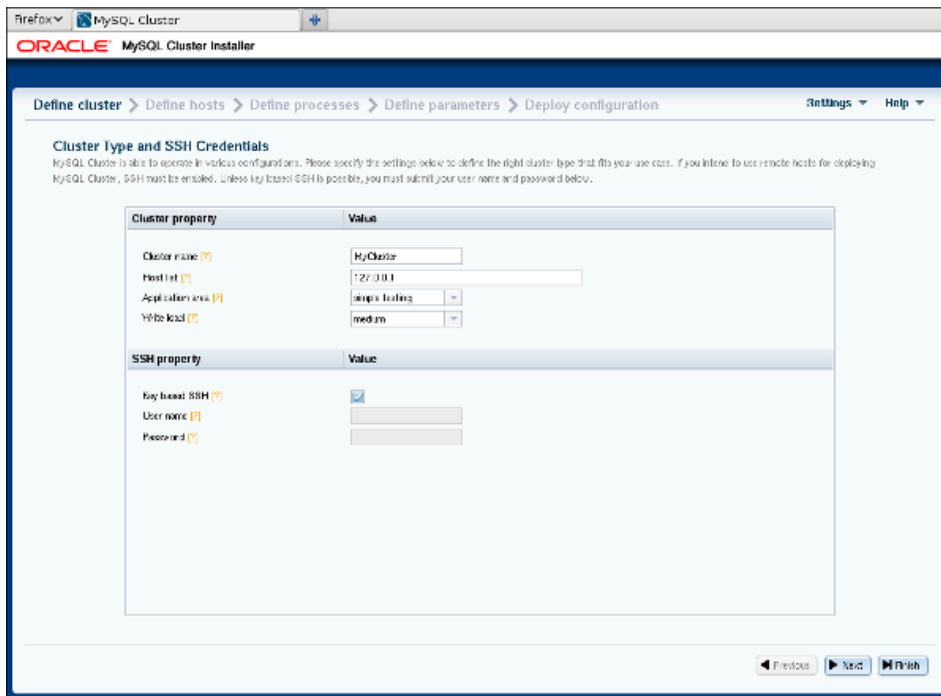 Firefox MySQL Cluster
ORACLE MySQL Cluster Installer
Define cluster Define hosts Define processes Define parameters Deploy configuration Settings Help
Cluster Type and SSH Credentials
MySQL Cluster is able to operate in various configurations. Please specify the settings below to define the right cluster type that fits your use case. If you intend to use remote hosts for deploying
MySQL Cluster, SSH must be enabled. Unless key based SSH is possible, you must submit your user name and password below.
Cluster property Value
Cluster name [?] MyCluster
Host list [?] 127.0.0.1
Application area [?] simple testing
Write load [?] medium
SSH property Value
Key based SSH [?]
User name [?]
Password [?]
Previous Next Finish